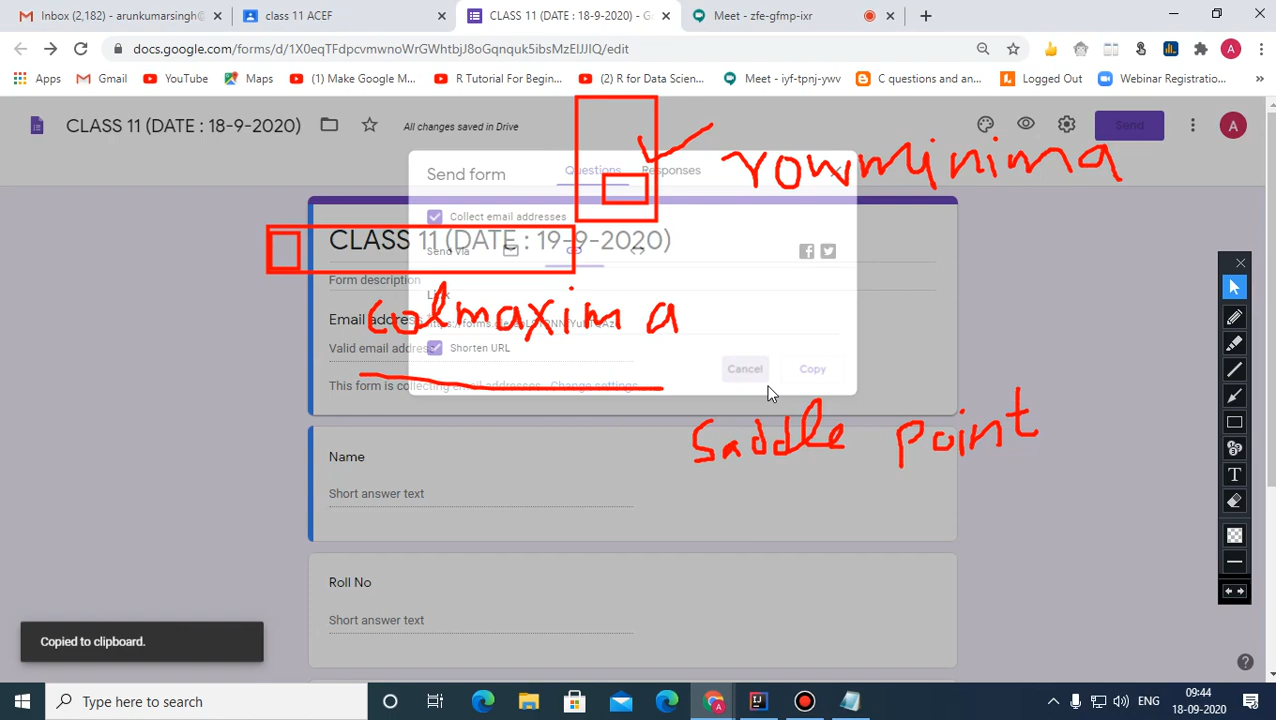 Inbox (2,182) - arunkumarsingh@
class 11 ACEF
CLASS 11 (DATE : 18-9-2020) - Go
Meet - zfe-gfmp-ixr
docs.google.com/forms/d/1X0eqTFdpcvmwnoWrGWhtbjJ8oGqnquk5ibsMzEIJJIQ/edit
Apps
Gmail
YouTube
Maps
(1) Make Google M...
R Tutorial For Begin...
(2) R for Data Scien...
Meet - iyf-tpnj-ywv
C questions and an...
Logged Out
Webinar Registratio...
»
CLASS 11 (DATE : 18-9-2020)
All changes saved in Drive
Send
A
rowminima
Send form
Questions
Responses
Collect email addresses
CLASS 11 (DATE : 19-9-2020)
Send via
Form description
Link
colmaxima
Email address
Valid email address
Shorten URL
This form is collecting email addresses. Change settings
Cancel
Copy
Saddle point
Name
Short answer text
Roll No
Short answer text
Copied to clipboard.
Type here to search
ENG
09:44
18-09-2020